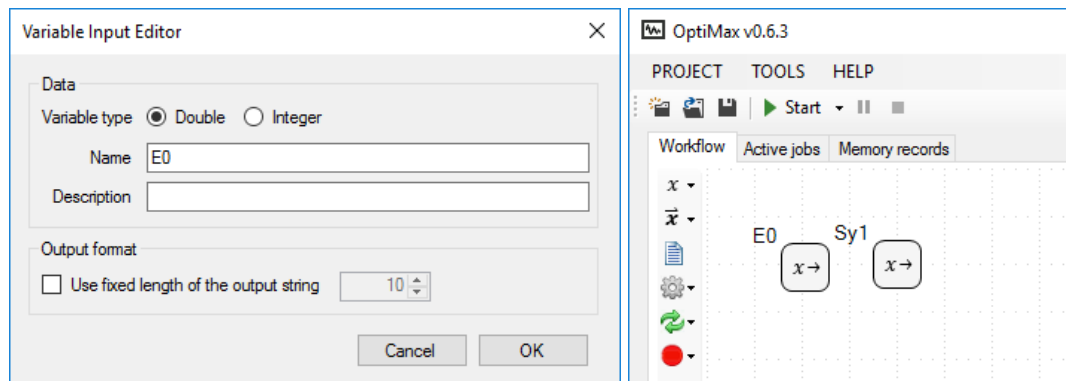 Variable Input Editor
Data
Variable type Double Integer
Name E0
Description
Output format
Use fixed length of the output string 10
Cancel OK
OptiMax v0.6.3
PROJECT TOOLS HELP
Start
Workflow Active jobs Memory records
x
x⃗
E0 Sy1
x→ x→